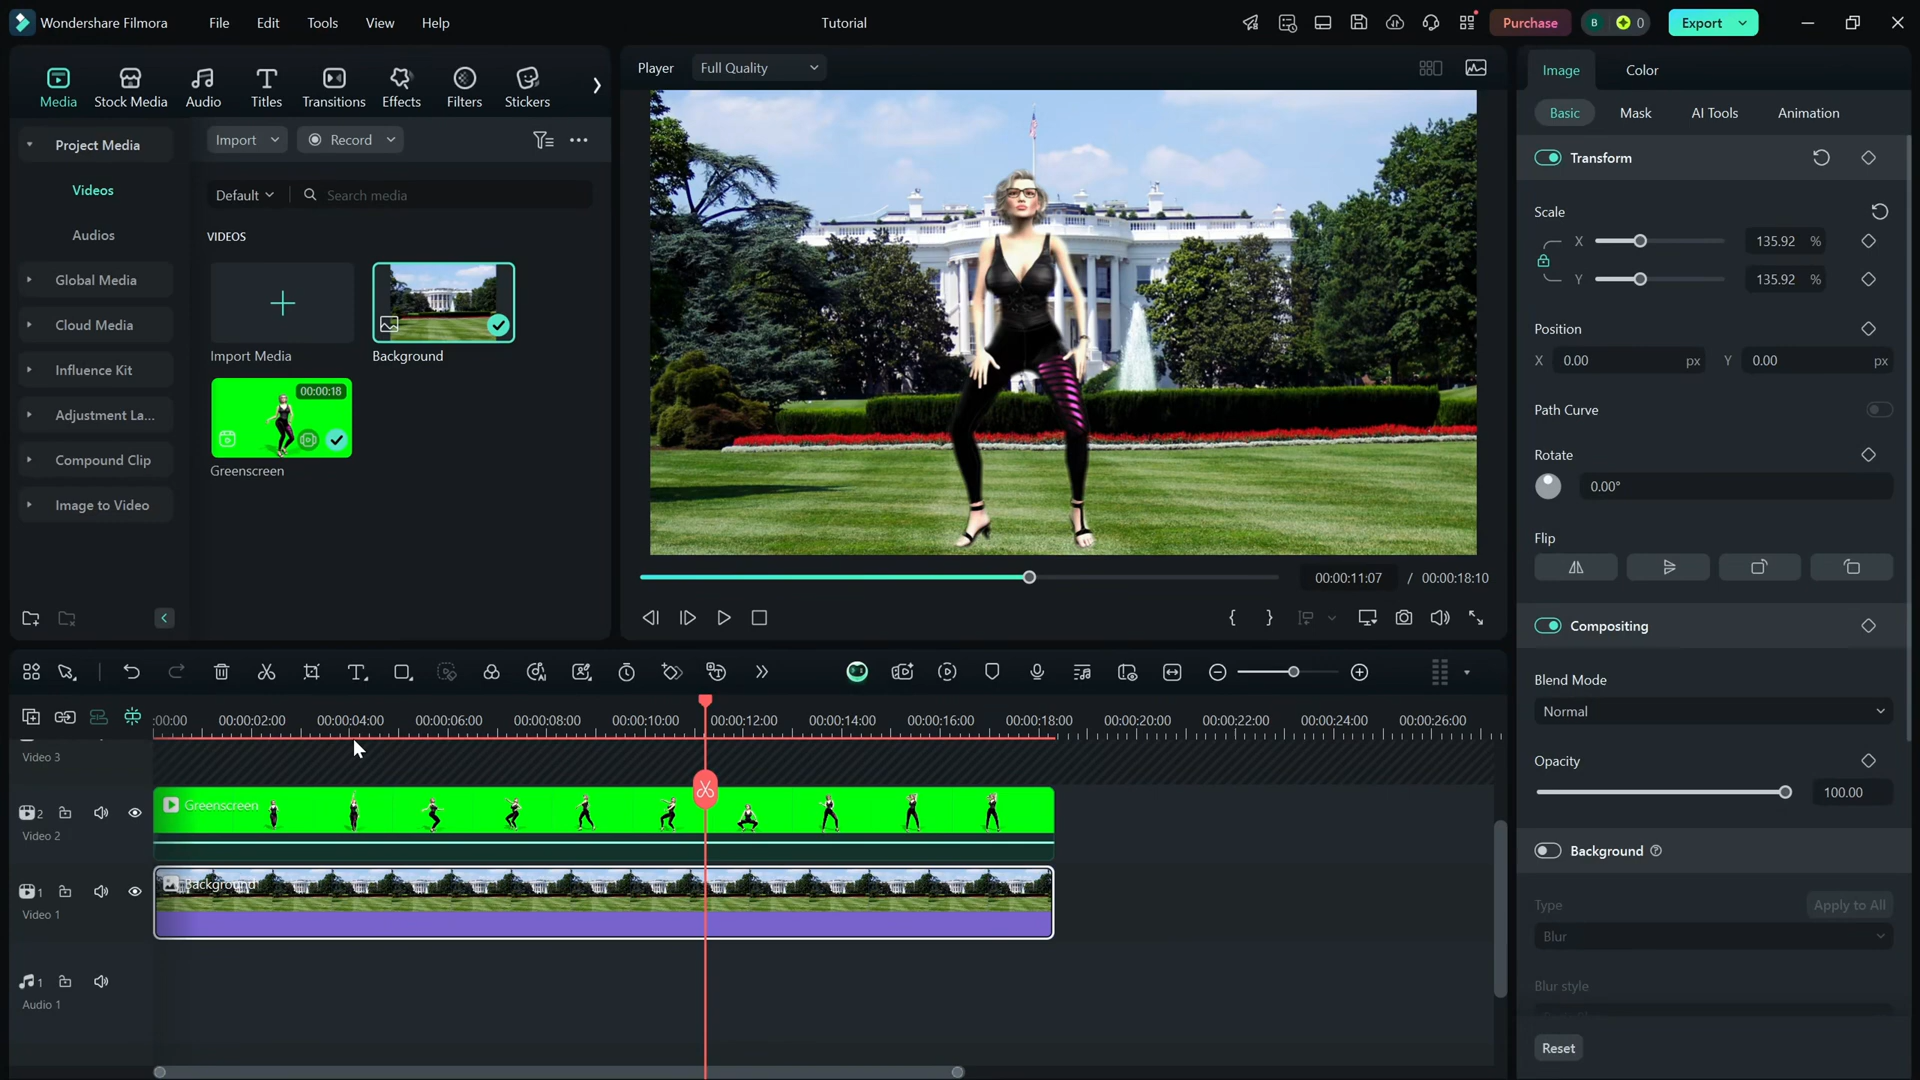 Wondershare Filmora
File
Edit
Tools
View
Help
Tutorial
Purchase
B
0
Export
Media
Stock Media
Audio
Titles
Transitions
Effects
Filters
Stickers
Project Media
Videos
Audios
Global Media
Cloud Media
Influence Kit
Adjustment La...
Compound Clip
Image to Video
Import
Record
Default
Search media
VIDEOS
Import Media
Background
00:00:18
Greenscreen
Player
Full Quality
00:00:11:07
/ 00:00:18:10
Image
Color
Basic
Mask
AI Tools
Animation
Transform
Scale
X
135.92 %
Y
135.92 %
Position
X 0.00 px Y 0.00 px
Path Curve
Rotate
0.00°
Flip
Compositing
Blend Mode
Normal
Opacity
100.00
Background
Type
Apply to All
Blur
Blur style
Reset
:00:00 00:00:02:00 00:00:04:00 00:00:06:00 00:00:08:00 00:00:10:00 00:00:12:00 00:00:14:00 00:00:16:00 00:00:18:00 00:00:20:00 00:00:22:00 00:00:24:00 00:00:26:00
Video 3
2
Video 2
Greenscreen
1
Video 1
Background
1
Audio 1